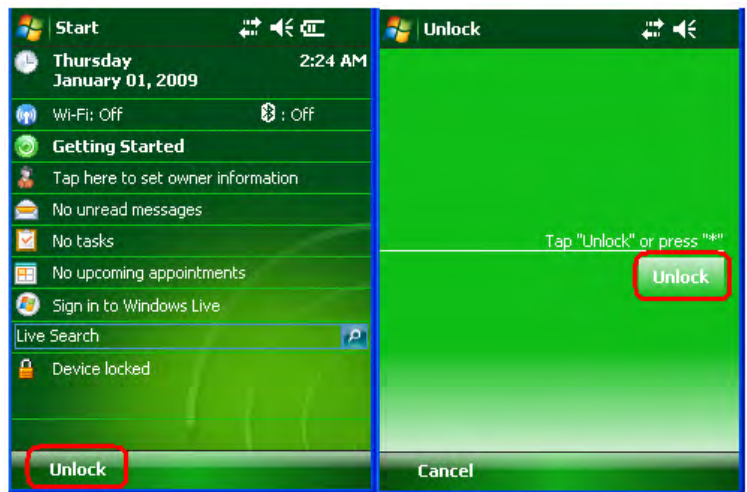 Start
Thursday 2:24 AM
January 01, 2009
Wi-Fi: Off : Off
Getting Started
Tap here to set owner information
No unread messages
No tasks
No upcoming appointments
Sign in to Windows Live
Live Search
Device locked
Unlock
Unlock
Tap "Unlock" or press "*"
Unlock
Cancel